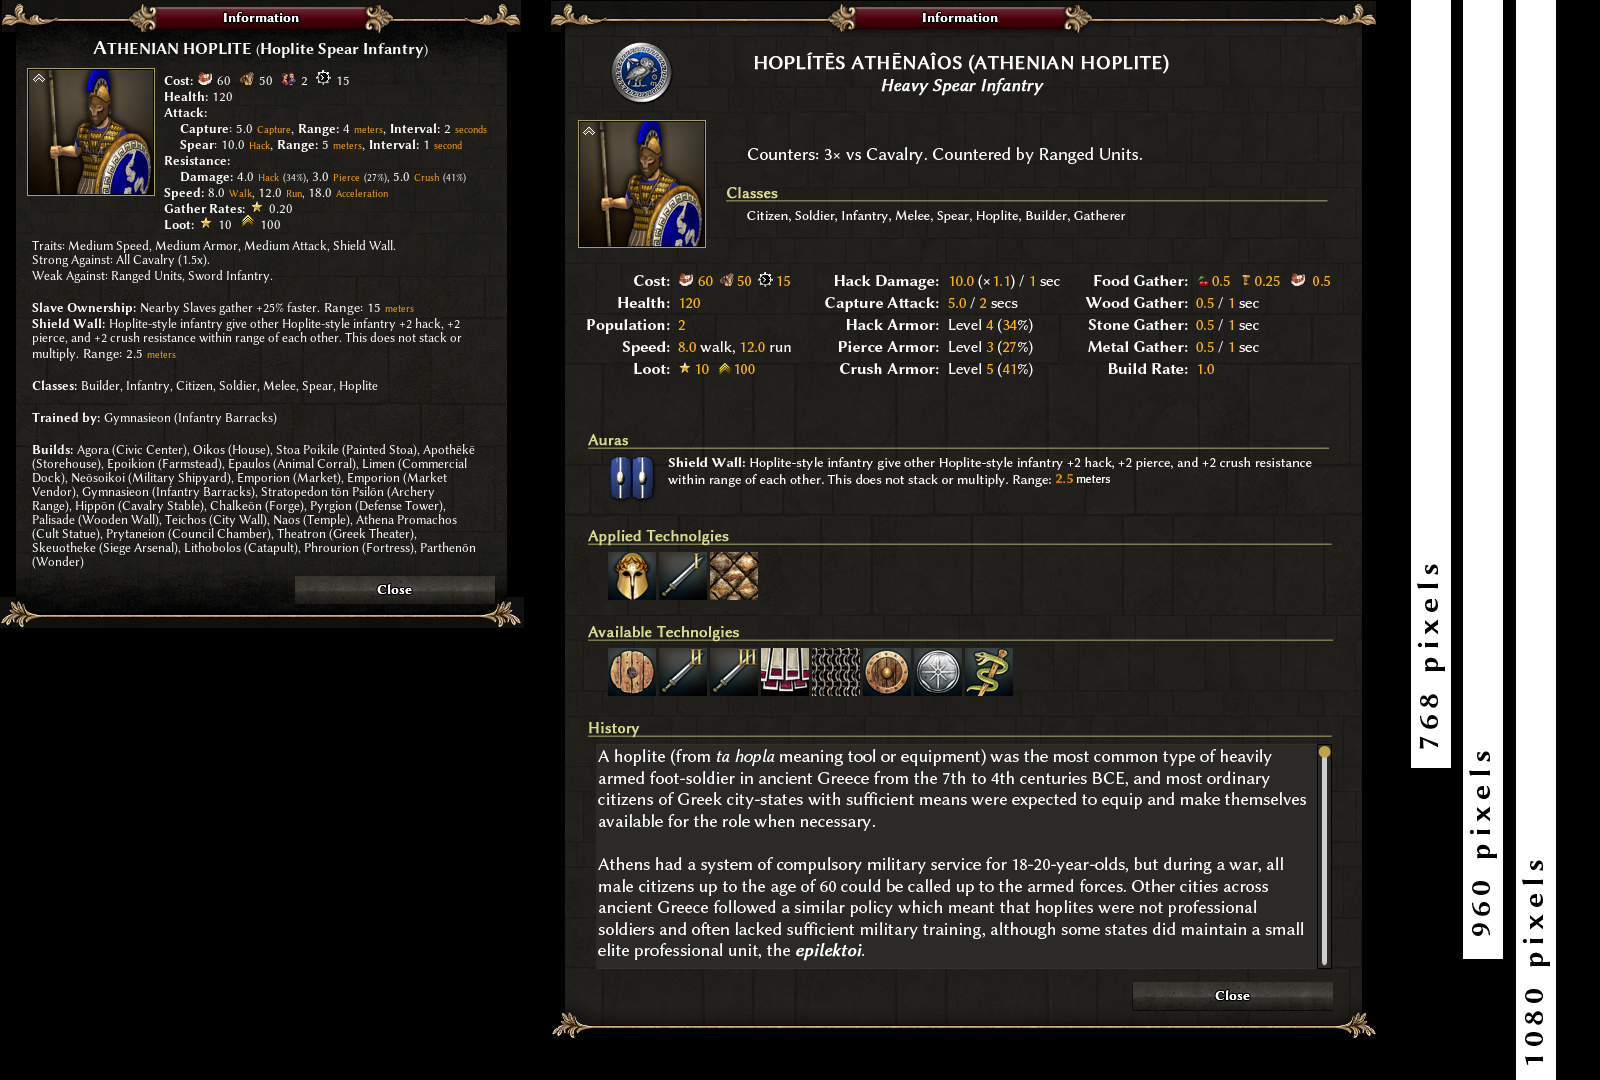 Information
ATHENIAN HOPLITE (Hoplite Spear Infantry)
Cost: 60 50 2 15
Health: 120
Attack:
Capture: 5.0 Capture, Range: 4 meters, Interval: 2 seconds
Spear: 10.0 Hack, Range: 5 meters, Interval: 1 second
Resistance:
Damage: 4.0 Hack (34%), 3.0 Pierce (27%), 5.0 Crush (41%)
Speed: 8.0 Walk, 12.0 Run, 18.0 Acceleration
Gather Rates: 0.20
Loot: 10 100
Traits: Medium Speed, Medium Armor, Medium Attack, Shield Wall.
Strong Against: All Cavalry (1.5x).
Weak Against: Ranged Units, Sword Infantry.
Slave Ownership: Nearby Slaves gather +25% faster. Range: 15 meters
Shield Wall: Hoplite-style infantry give other Hoplite-style infantry +2 hack, +2
pierce, and +2 crush resistance within range of each other. This does not stack or
multiply. Range: 2.5 meters
Classes: Builder, Infantry, Citizen, Soldier, Melee, Spear, Hoplite
Trained by: Gymnasieon (Infantry Barracks)
Builds: Agora (Civic Center), Oikos (House), Stoa Poikile (Painted Stoa), Apothēkē
(Storehouse), Epoikion (Farmstead), Epaulos (Animal Corral), Limen (Commercial
Dock), Neōsoikoi (Military Shipyard), Emporion (Market), Emporion (Market
Vendor), Gymnasieon (Infantry Barracks), Stratopedon tōn Psilōn (Archery
Range), Hippōn (Cavalry Stable), Chalkeōn (Forge), Pyrgion (Defense Tower),
Palisade (Wooden Wall), Teichos (City Wall), Naos (Temple), Athena Promachos
(Cult Statue), Prytaneion (Council Chamber), Theatron (Greek Theater),
Skeuotheke (Siege Arsenal), Lithobolos (Catapult), Phrourion (Fortress), Parthenōn
(Wonder)
Close
Information
HOPLÍTĒS ATHĒNAÎOS (ATHENIAN HOPLITE)
Heavy Spear Infantry
Counters: 3× vs Cavalry. Countered by Ranged Units.
Classes
Citizen, Soldier, Infantry, Melee, Spear, Hoplite, Builder, Gatherer
Cost: 60 50 15 Hack Damage: 10.0 (×1.1) / 1 sec Food Gather: 0.5 0.25 0.5
Health: 120 Capture Attack: 5.0 / 2 secs Wood Gather: 0.5 / 1 sec
Population: 2 Hack Armor: Level 4 (34%) Stone Gather: 0.5 / 1 sec
Speed: 8.0 walk, 12.0 run Pierce Armor: Level 3 (27%) Metal Gather: 0.5 / 1 sec
Loot: 10 100 Crush Armor: Level 5 (41%) Build Rate: 1.0
Auras
Shield Wall: Hoplite-style infantry give other Hoplite-style infantry +2 hack, +2 pierce, and +2 crush resistance
within range of each other. This does not stack or multiply. Range: 2.5 meters
Applied Technolgies
I
Available Technolgies
II III
History
A hoplite (from ta hopla meaning tool or equipment) was the most common type of heavily
armed foot-soldier in ancient Greece from the 7th to 4th centuries BCE, and most ordinary
citizens of Greek city-states with sufficient means were expected to equip and make themselves
available for the role when necessary.
Athens had a system of compulsory military service for 18-20-year-olds, but during a war, all
male citizens up to the age of 60 could be called up to the armed forces. Other cities across
ancient Greece followed a similar policy which meant that hoplites were not professional
soldiers and often lacked sufficient military training, although some states did maintain a small
elite professional unit, the epilektoi.
Close
768 pixels
960 pixels
1080 pixels